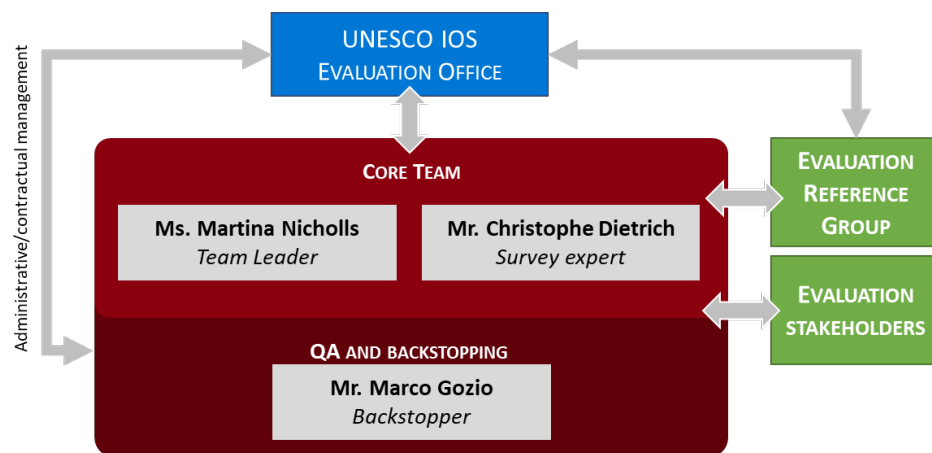 Administrative/contractual management
UNESCO IOS
EVALUATION OFFICE
CORE TEAM
Ms. Martina Nicholls
Team Leader
Mr. Christophe Dietrich
Survey expert
EVALUATION
REFERENCE
GROUP
EVALUATION
STAKEHOLDERS
QA AND BACKSTOPPING
Mr. Marco Gozio
Backstopper